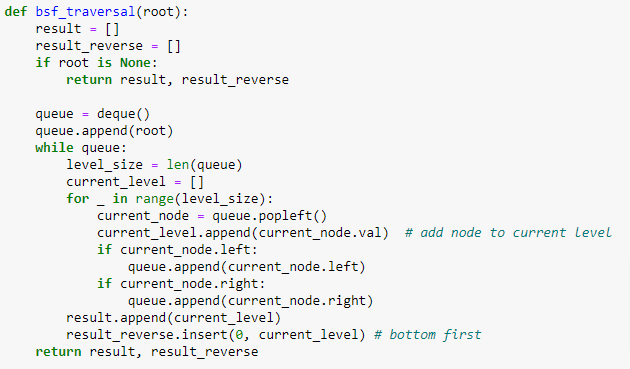 def bsf_traversal(root):
    result = []
    result_reverse = []
    if root is None:
        return result, result_reverse

    queue = deque()
    queue.append(root)
    while queue:
        level_size = len(queue)
        current_level = []
        for _ in range(level_size):
            current_node = queue.popleft()
            current_level.append(current_node.val)  # add node to current level
            if current_node.left:
                queue.append(current_node.left)
            if current_node.right:
                queue.append(current_node.right)
        result.append(current_level)
        result_reverse.insert(0, current_level) # bottom first
    return result, result_reverse